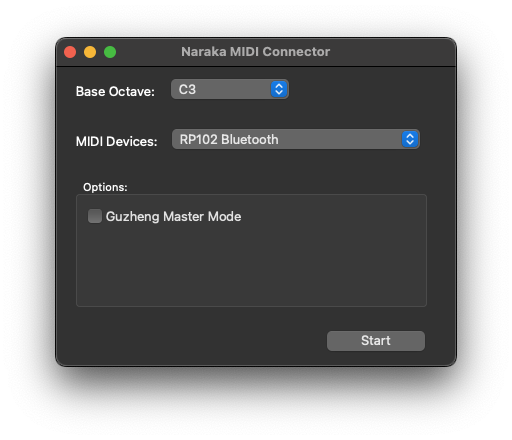 Naraka MIDI Connector
Base Octave: C3
MIDI Devices: RP102 Bluetooth
Options:
Guzheng Master Mode
Start